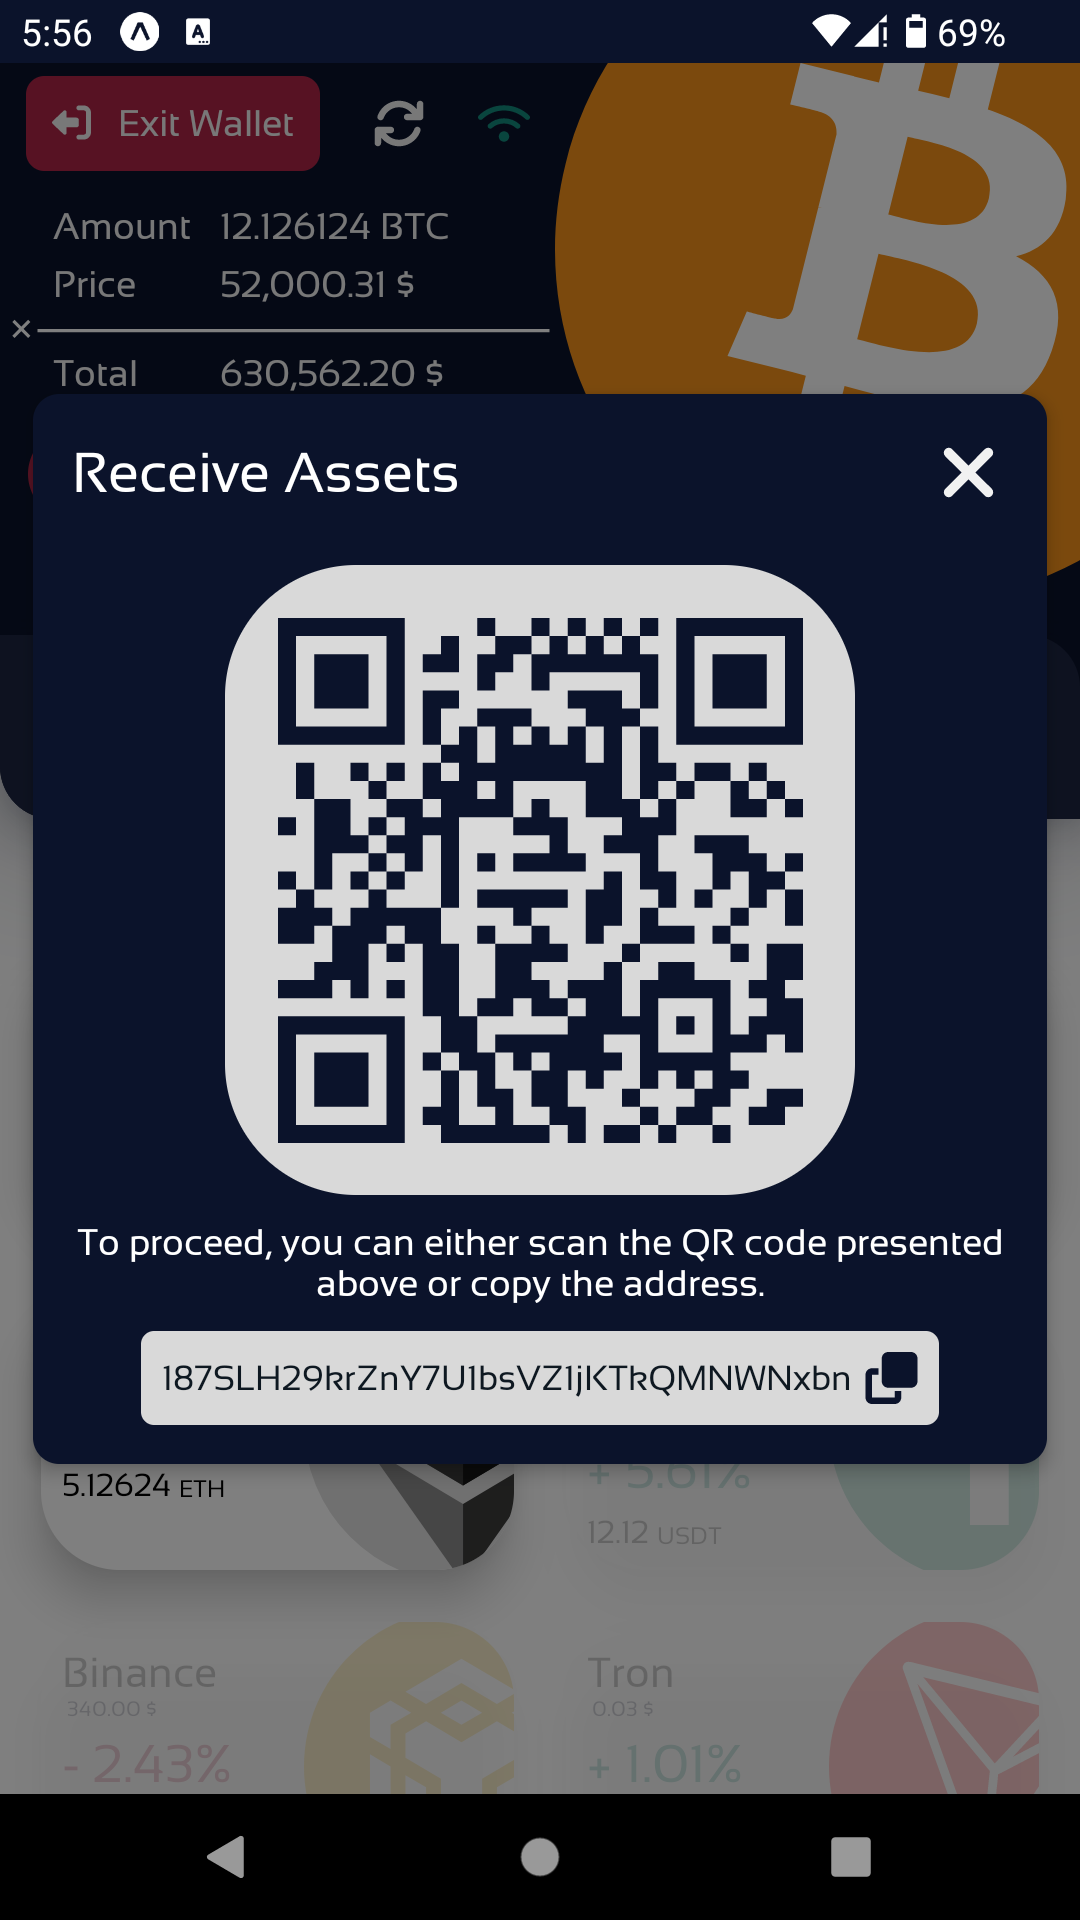 5:56
69%
Exit Wallet
Amount 12.126124 BTC
Price 52,000.31 $
×
Total 630,562.20 $
Receive Assets
To proceed, you can either scan the QR code presented
above or copy the address.
187SLH29krZnY7U1bsVZ1jKTkQMNWNxbn
5.12624 ETH
+ 5.61%
12.12 USDT
Binance
340.00 $
- 2.43%
Tron
0.03 $
+ 1.01%